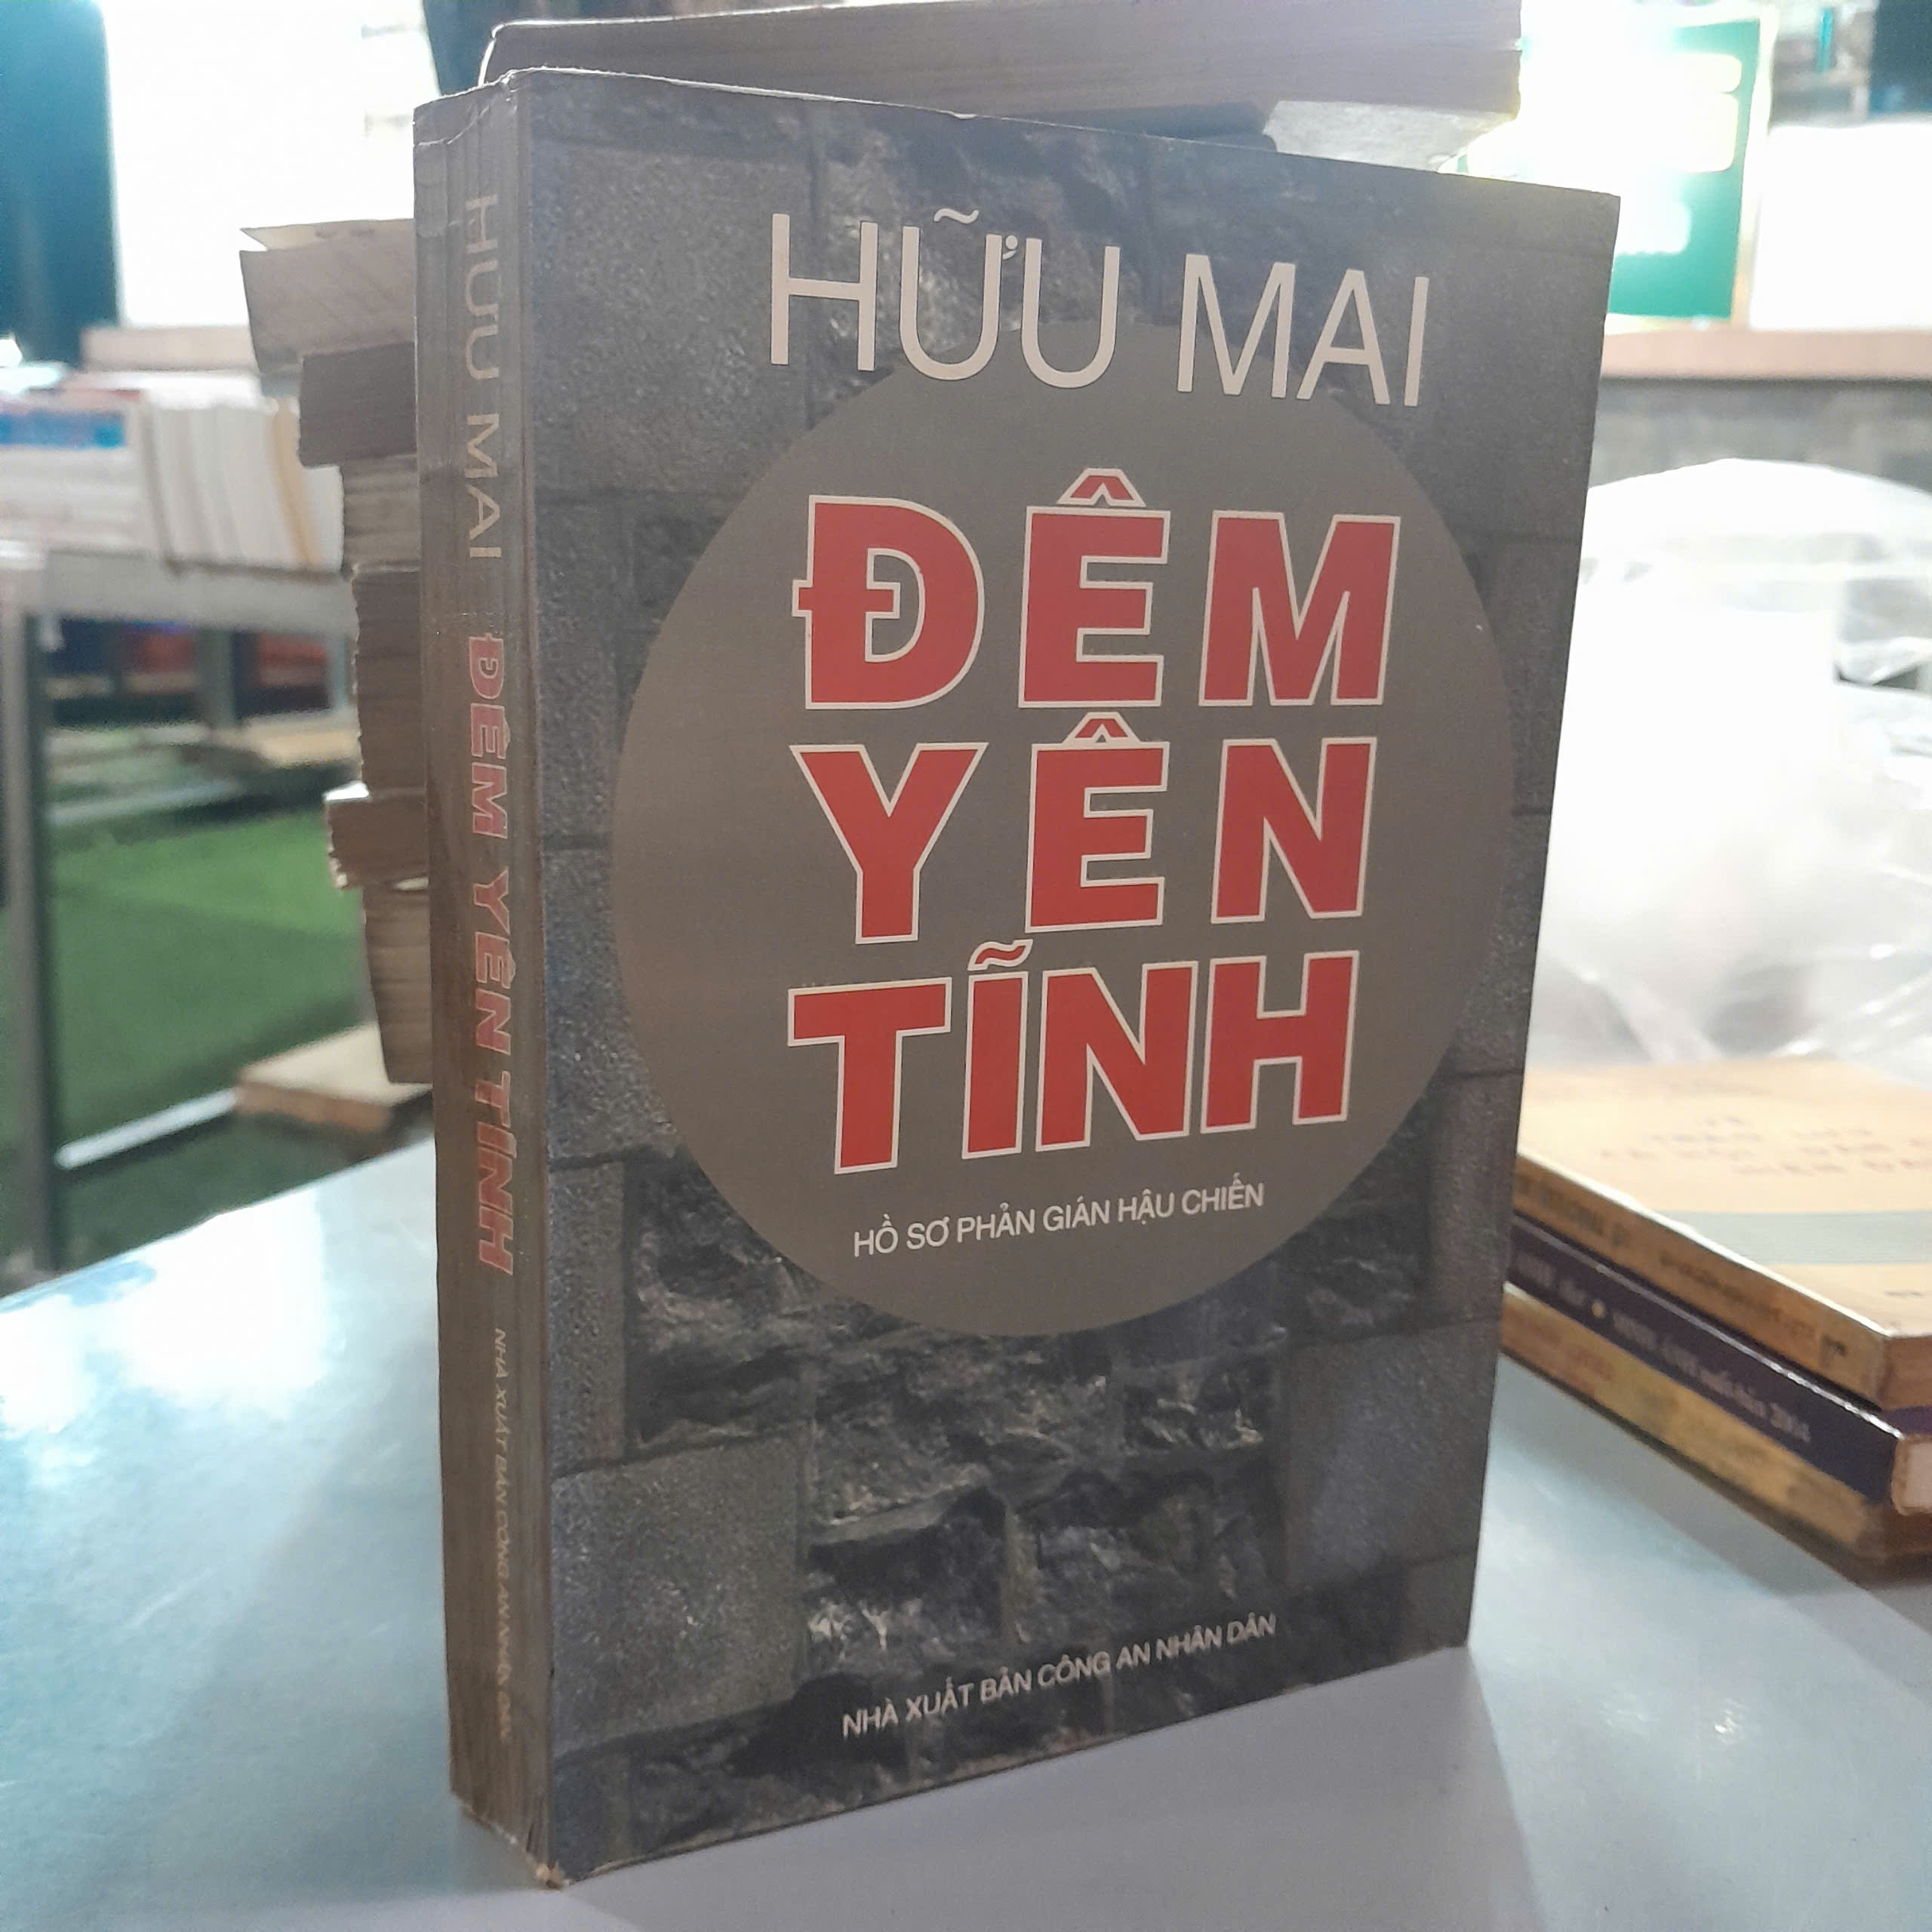 HỮU MAI
ĐÊM
YÊN
TĨNH
HỒ SƠ PHẢN GIÁN HẬU CHIẾN
NHÀ XUẤT BẢN CÔNG AN NHÂN DÂN
HỮU MAI ĐÊM YÊN TĨNH NHÀ XUẤT BẢN CÔNG AN NHÂN DÂN